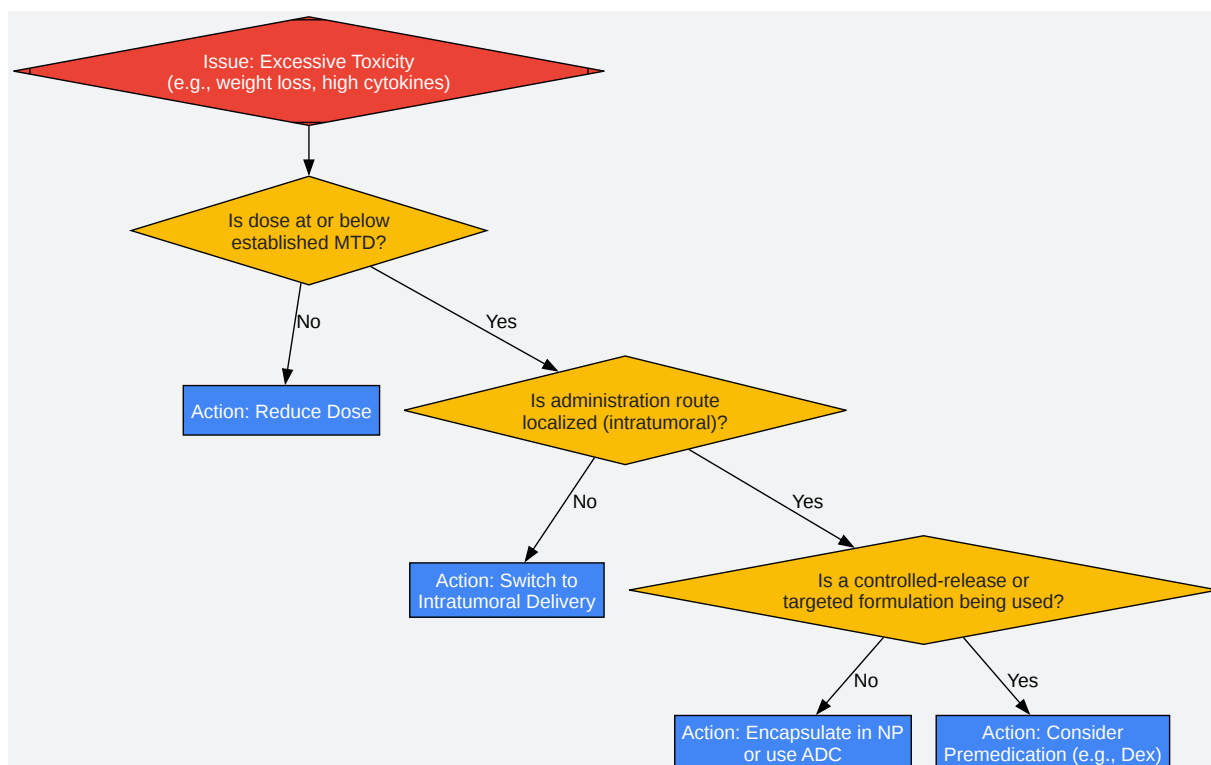 Issue: Excessive Toxicity
(e.g., weight loss, high cytokines)
Is dose at or below
established MTD?
No
Yes
Action: Reduce Dose
Is administration route
localized (intratumoral)?
No
Yes
Action: Switch to
Intratumoral Delivery
Is a controlled-release or
targeted formulation being used?
No
Yes
Action: Encapsulate in NP
or use ADC
Action: Consider
Premedication (e.g., Dex)